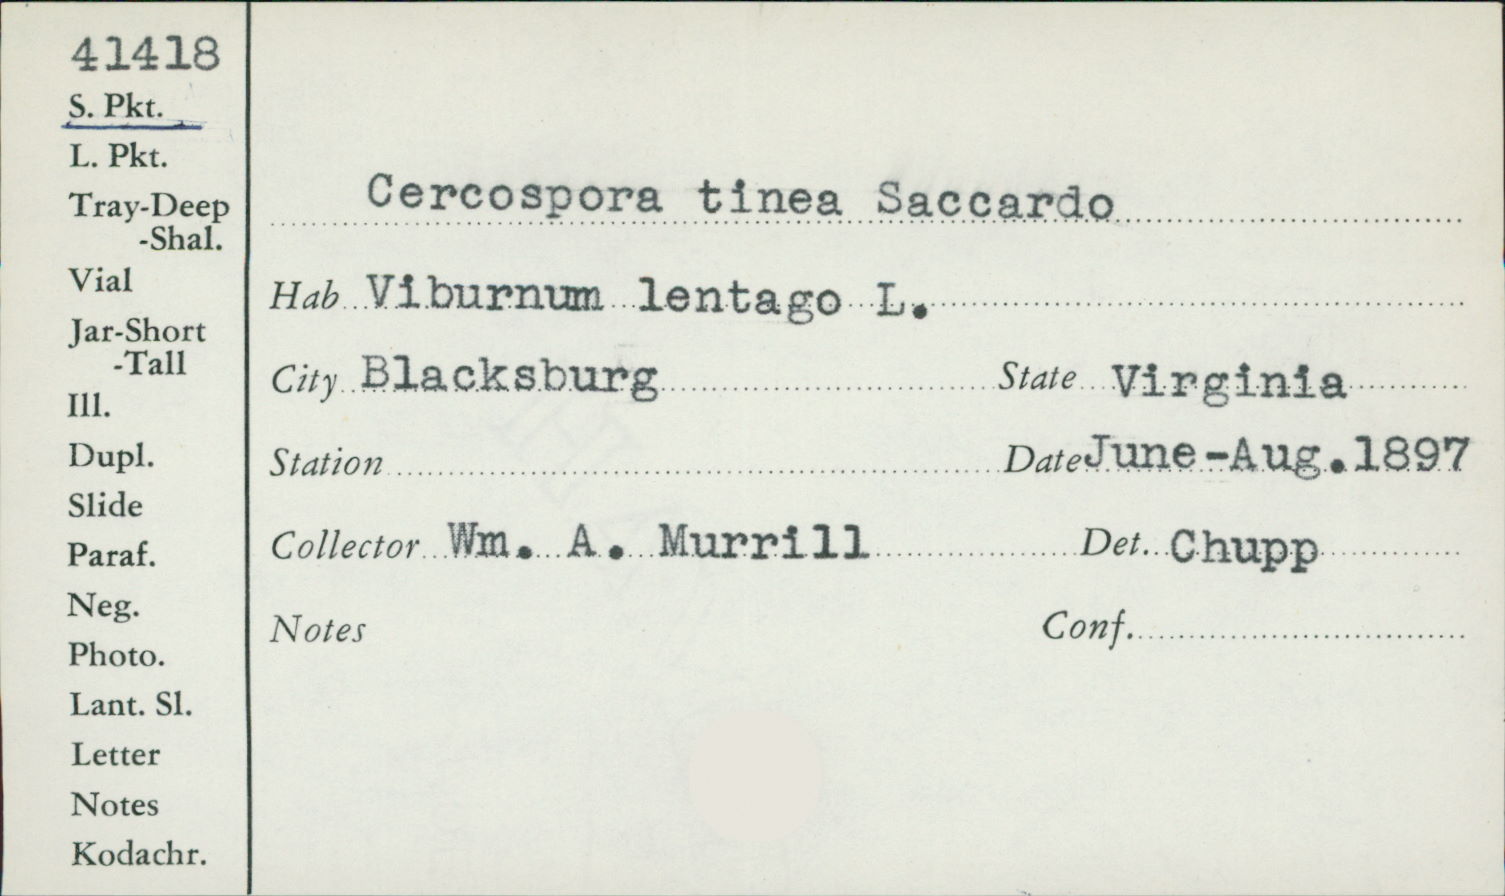 41418
S. Pkt.
L. Pkt.
Tray-Deep
-Shal.
Vial
Jar-Short
-Tall
Ill.
Dupl.
Slide
Paraf.
Neg.
Photo.
Lant. Sl.
Letter
Notes
Kodachr.
Cercospora tinea Saccardo
Hab Viburnum lentago L.
City Blacksburg State Virginia
Station Date June-Aug.1897
Collector Wm. A. Murrill Det. Chupp
Notes Conf.